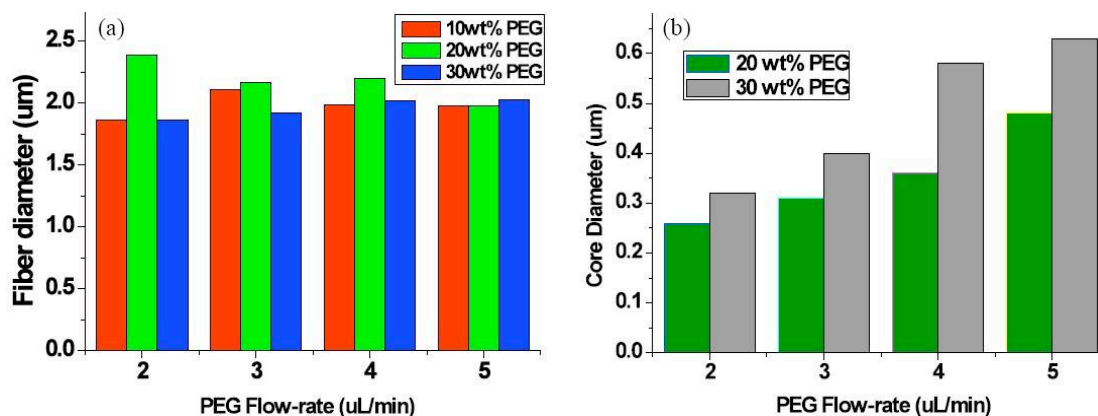 (a)
10wt% PEG
20wt% PEG
30wt% PEG
Fiber diameter (um)
2.5
2.0
1.5
1.0
0.5
0.0
2 3 4 5
PEG Flow-rate (uL/min)
(b)
20 wt% PEG
30 wt% PEG
Core Diameter (um)
0.6
0.5
0.4
0.3
0.2
0.1
0.0
2 3 4 5
PEG Flow-rate (uL/min)